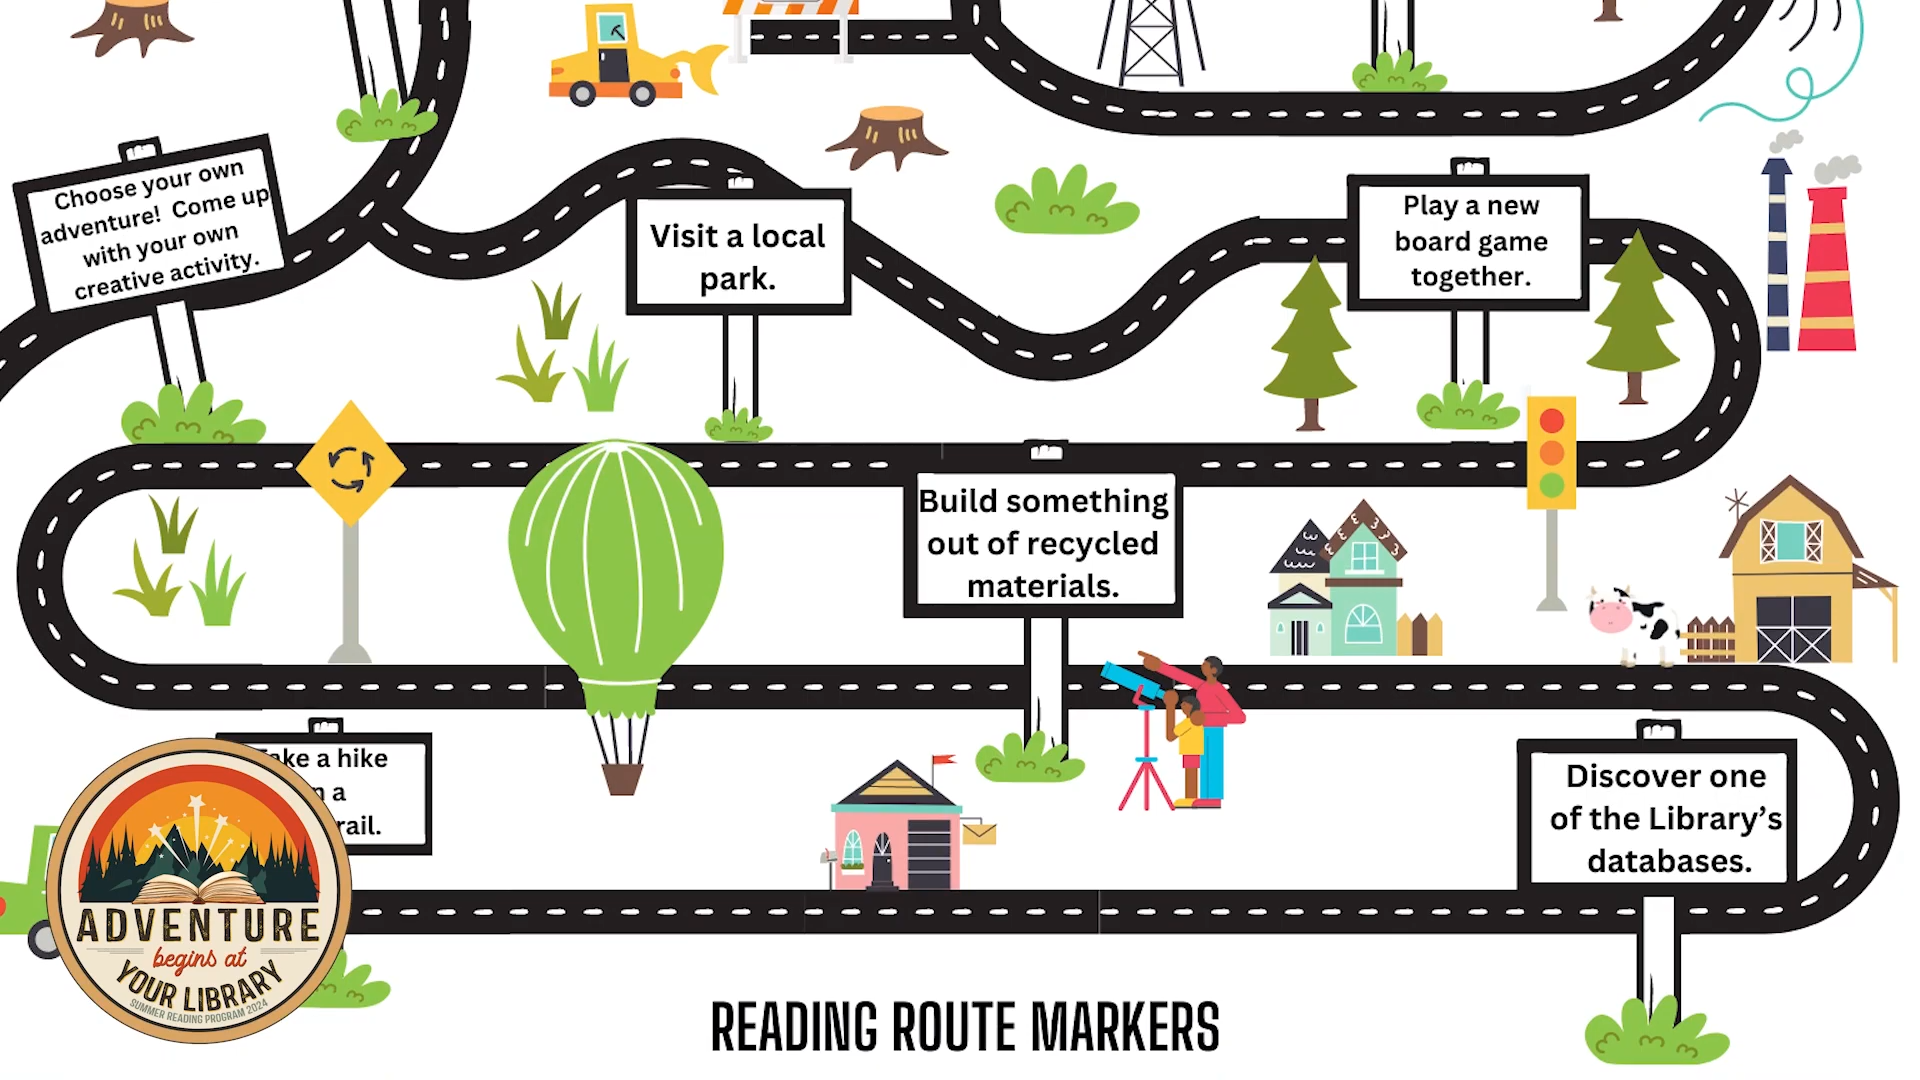 Choose your own
adventure! Come up
with your own
creative activity.
Visit a local
park.
Play a new
board game
together.
Build something
out of recycled
materials.
ake a hike
a
rail.
Discover one
of the Library's
databases.
ADVENTURE
begins at
YOUR LIBRARY
SUMMER READING PROGRAM 2024
READING ROUTE MARKERS